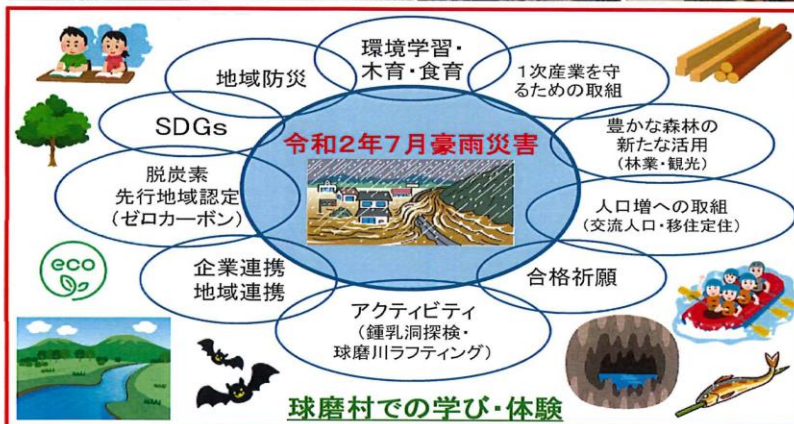 環境学習・
木育・食育
地域防災
1次産業を守
るための取組
SDGs
令和2年7月豪雨災害
豊かな森林の
新たな活用
(林業・観光)
脱炭素
先行地域認定
(ゼロカーボン)
人口増への取組
(交流人口・移住定住)
eco
企業連携
地域連携
合格祈願
アクティビティ
(鍾乳洞探検・
球磨川ラフティング)
球磨村での学び・体験